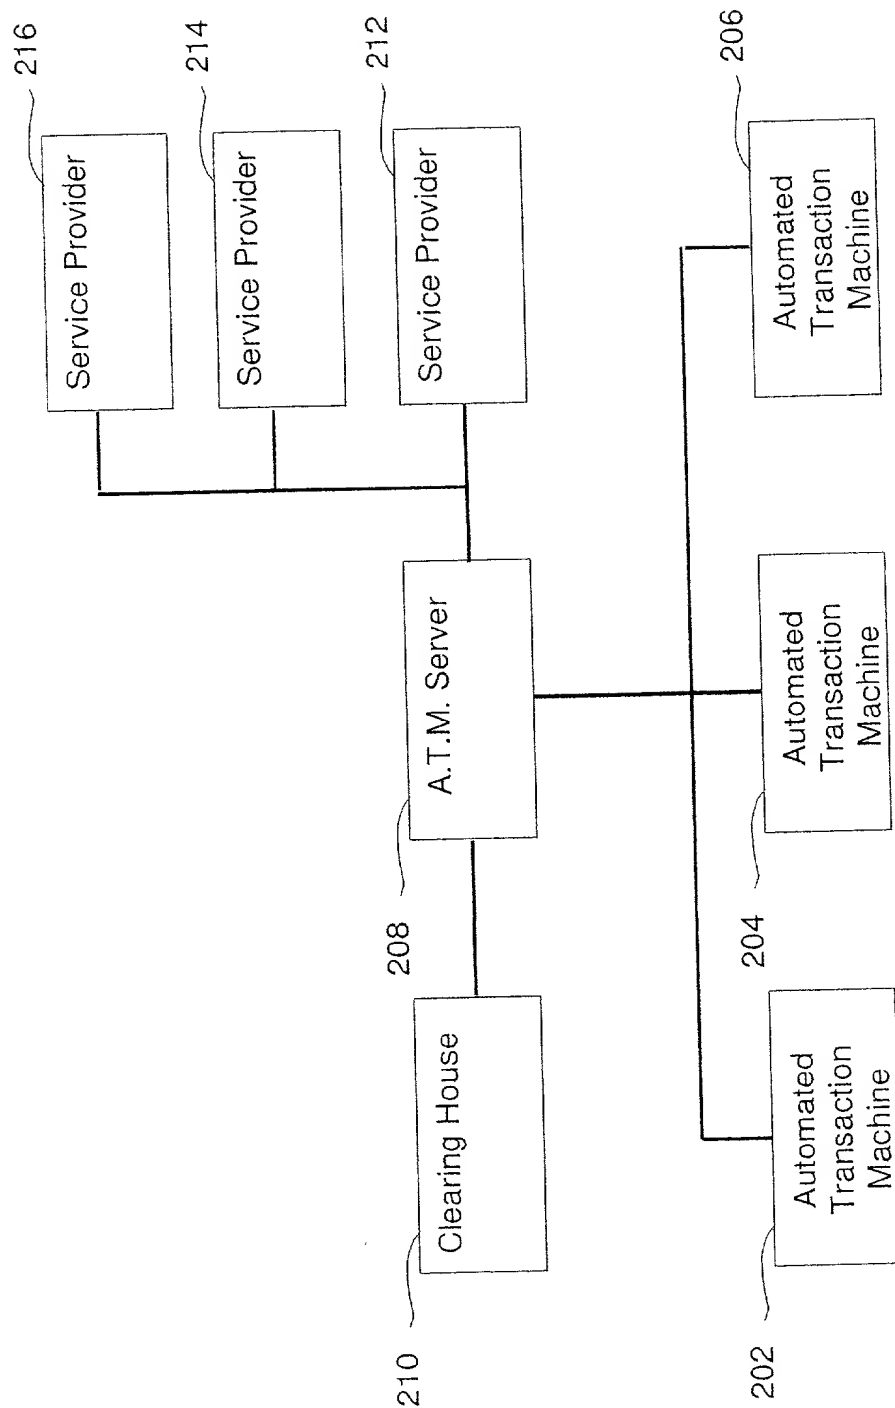 216
Service Provider
214
Service Provider
212
Service Provider
208
A.T.M. Server
210
Clearing House
202
Automated
Transaction
Machine
204
Automated
Transaction
Machine
206
Automated
Transaction
Machine